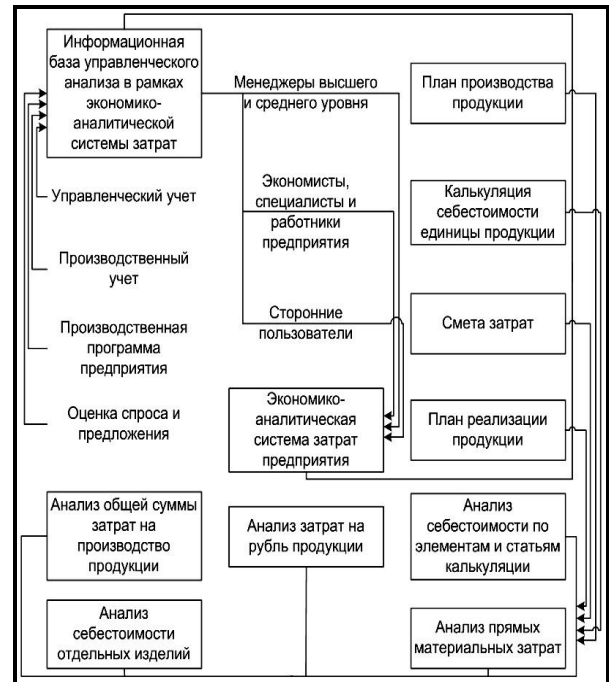 Информационная
база управленческого
анализа в рамках
экономико-
аналитической
системы затрат
Менеджеры высшего
и среднего уровня
План производства
продукции
Управленческий учет
Экономисты,
специалисты и
работники
предприятия
Калькуляция
себестоимости
единицы продукции
Производственный
учет
Производственная
программа
предприятия
Сторонние
пользователи
Смета затрат
Оценка спроса и
предложения
Экономико-
аналитическая
система затрат
предприятия
План реализации
продукции
Анализ общей суммы
затрат на
производство
продукции
Анализ затрат на
рубль продукции
Анализ
себестоимости по
элементам и статьям
калькуляции
Анализ
себестоимости
отдельных изделий
Анализ прямых
материальных затрат